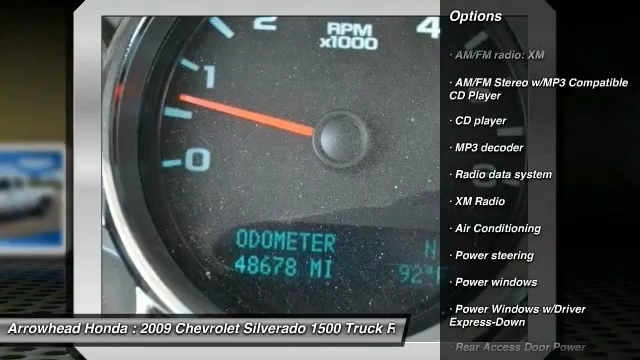 2
4
RPM
x1000
1
0
ODOMETER
N
48678 MI
92°F
Options
· AM/FM radio: XM
· AM/FM Stereo w/MP3 Compatible
CD Player
· CD player
· MP3 decoder
· Radio data system
· XM Radio
· Air Conditioning
· Power steering
· Power windows
· Power Windows w/Driver
Express-Down
· Rear Access Door Power
Arrowhead Honda : 2009 Chevrolet Silverado 1500 Truck R